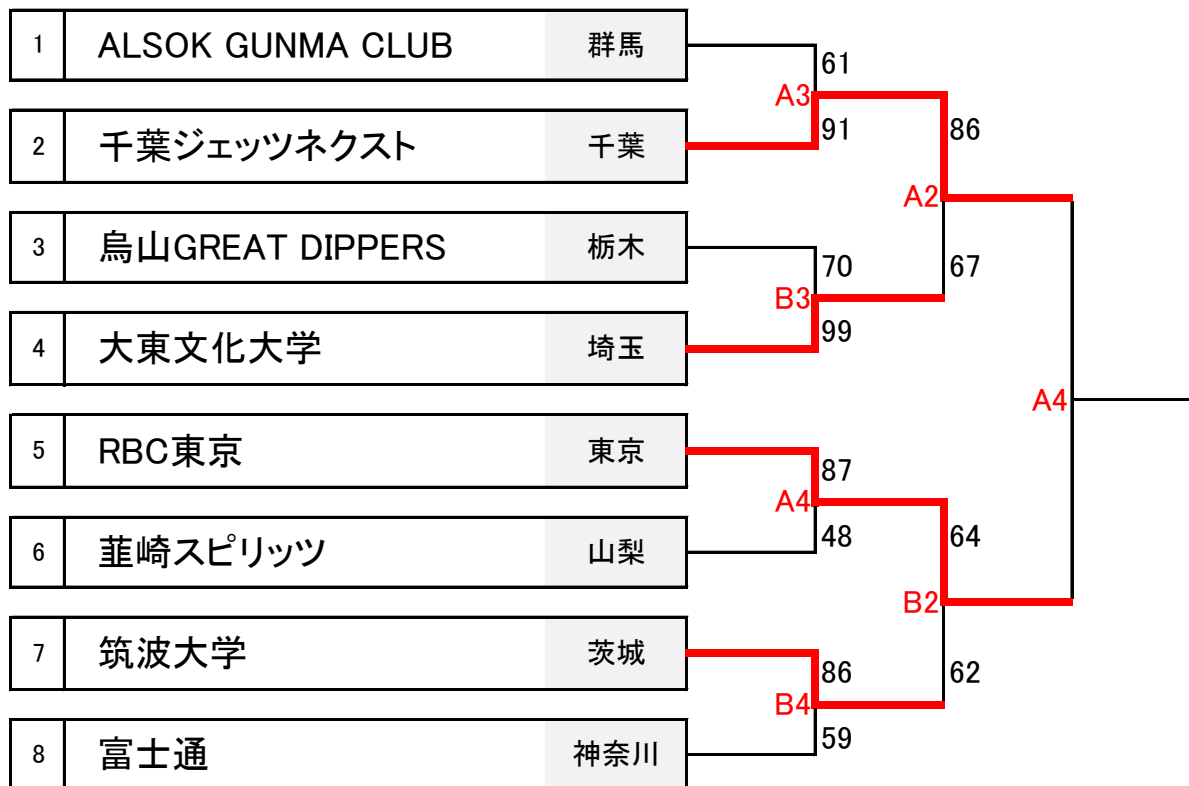 1 ALSOK GUNMA CLUB 群馬
61
A3
91
86
2 千葉ジェッツネクスト 千葉
A2
3 烏山GREAT DIPPERS 栃木
70
67
B3
99
4 大東文化大学 埼玉
A4
5 RBC東京 東京
87
A4
48
64
6 韮崎スピリッツ 山梨
B2
7 筑波大学 茨城
86
62
B4
59
8 富士通 神奈川